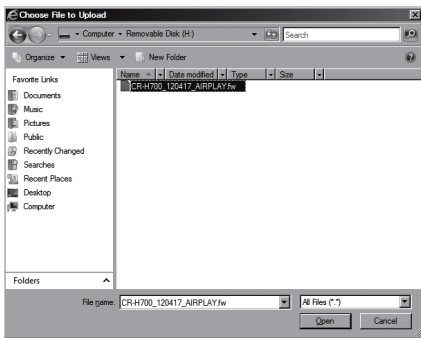 Choose File to Upload
Computer Removable Disk (H:) Search
Organize Views New Folder
Favorite Links
Documents
Music
Pictures
Public
Recently Changed
Searches
Recent Places
Desktop
Computer
Folders
Name Date modified Type Size
CR-H700_120417_AIRPLAY.fw
File name: CR-H700_120417_AIRPLAY.fw All Files (*.*)
Open Cancel